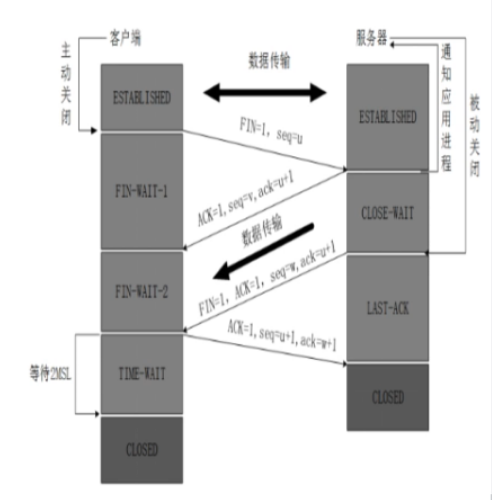 客户端
服务器
主动关闭
数据传输
通知应用进程
被动关闭
ESTABLISHED
ESTABLISHED
FIN=1, seq=u
FIN-WAIT-1
CLOSE-WAIT
ACK=1,seq=v,ack=u+1
数据传输
FIN-WAIT-2
FIN=1, ACK=1, seq=w,ack=u+1
LAST-ACK
ACK=1,seq=u+1,ack=w+1
等待2MSL
TIME-WAIT
CLOSED
CLOSED